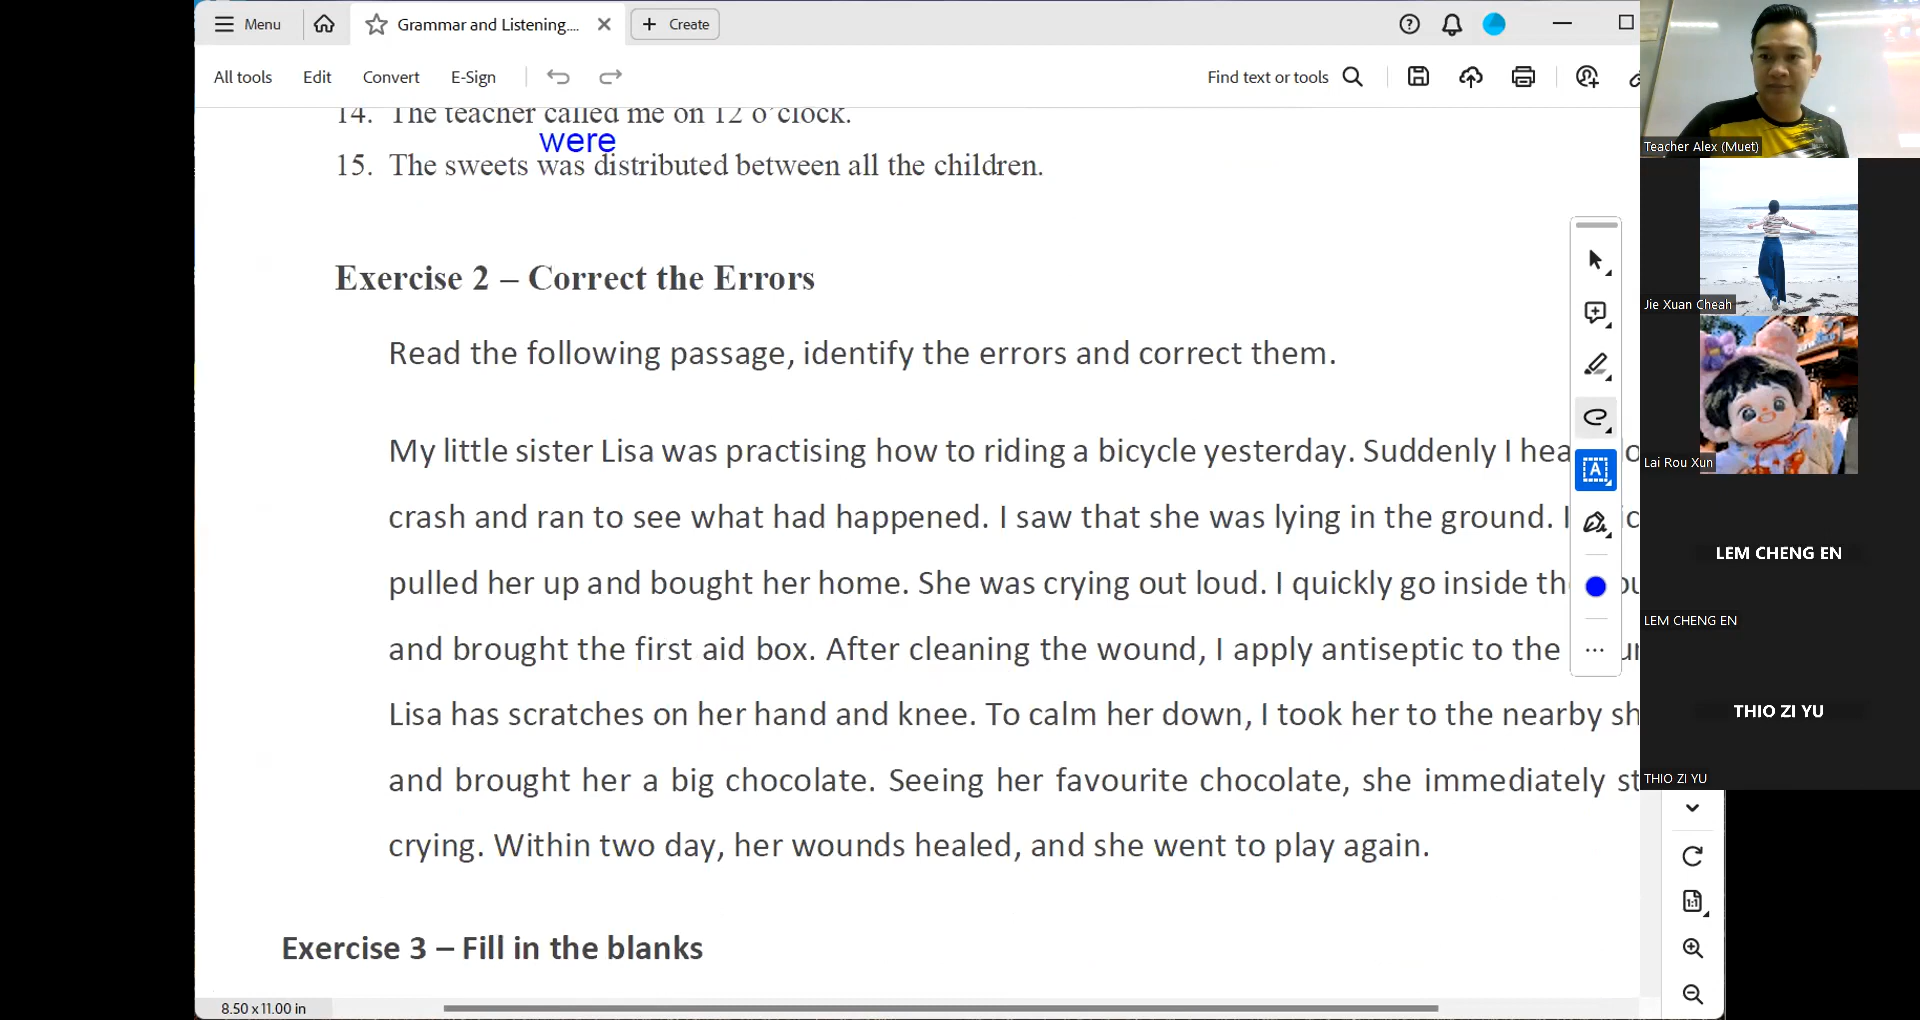 Menu
Grammar and Listening....
Create
All tools
Edit
Convert
E-Sign
Find text or tools
14. The teacher called me on 12 o'clock.
were
15. The sweets was distributed between all the children.
Exercise 2 – Correct the Errors
Read the following passage, identify the errors and correct them.
My little sister Lisa was practising how to riding a bicycle yesterday. Suddenly I hea
crash and ran to see what had happened. I saw that she was lying in the ground. I
pulled her up and bought her home. She was crying out loud. I quickly go inside th
and brought the first aid box. After cleaning the wound, I apply antiseptic to the
Lisa has scratches on her hand and knee. To calm her down, I took her to the nearby sh
and brought her a big chocolate. Seeing her favourite chocolate, she immediately st
crying. Within two day, her wounds healed, and she went to play again.
Exercise 3 – Fill in the blanks
8.50 x 11.00 in
Teacher Alex (Muet)
Jie Xuan Cheah
Lai Rou Xun
LEM CHENG EN
LEM CHENG EN
THIO ZI YU
THIO ZI YU